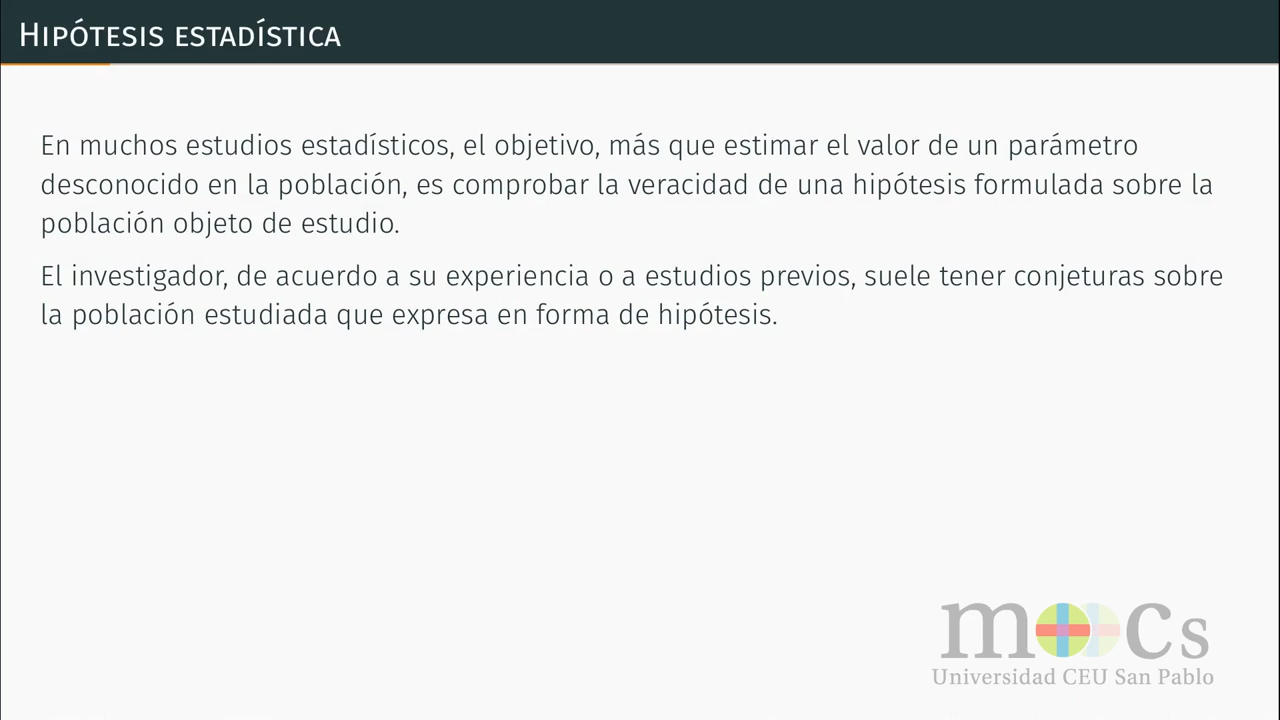 Hipótesis estadística
En muchos estudios estadísticos, el objetivo, más que estimar el valor de un parámetro
desconocido en la población, es comprobar la veracidad de una hipótesis formulada sobre la
población objeto de estudio.
El investigador, de acuerdo a su experiencia o a estudios previos, suele tener conjeturas sobre
la población estudiada que expresa en forma de hipótesis.
moocs
Universidad CEU San Pablo